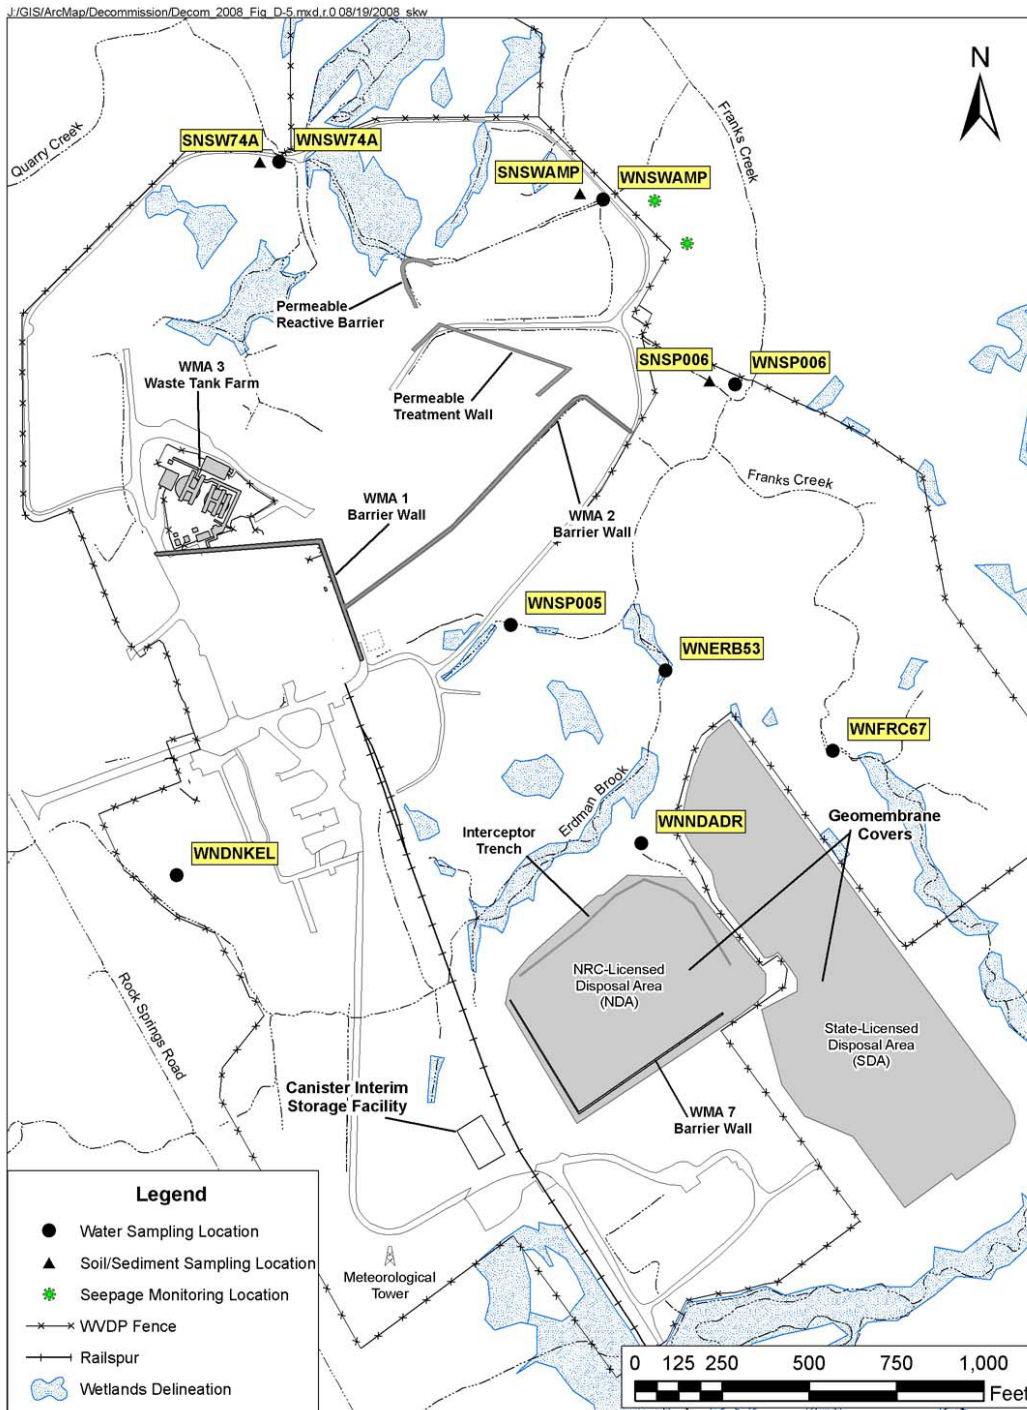 J:/GIS/ArcMap/Decommission/Decom_2008_Fig_D-5.mxd,r.0 08/19/2008 skw
N
Quarry Creek
SNSW74A
WNSW74A
SNSWAMP
WNSWAMP
Franks Creek
Permeable
Reactive Barrier
WMA 3
Waste Tank Farm
Permeable
Treatment Wall
SNSP006
WNSP006
Franks Creek
WMA 1
Barrier Wall
WMA 2
Barrier Wall
WNSP005
WNERB53
WNFRC67
Erdman Brook
WNNDADR
Geomembrane
Covers
Interceptor
Trench
WNDNKEL
NRC-Licensed
Disposal Area
(NDA)
State-Licensed
Disposal Area
(SDA)
Rock Springs Road
Canister Interim
Storage Facility
WMA 7
Barrier Wall
Meteorological
Tower
Legend
Water Sampling Location
Soil/Sediment Sampling Location
Seepage Monitoring Location
WVDP Fence
Railspur
Wetlands Delineation
0 125 250 500 750 1,000
Feet